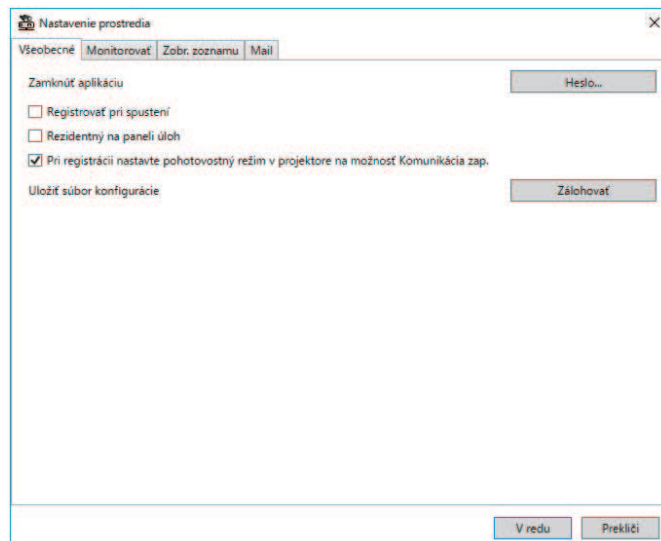 Nastavenie prostredia
Všeobecné Monitorovať Zobr. zoznamu Mail
Zamknúť aplikáciu Heslo...
Registrovať pri spustení
Rezidentný na paneli úloh
Pri registrácii nastavte pohotovostný režim v projektore na možnosť Komunikácia zap.
Uložiť súbor konfigurácie Zálohovať
V redu Prekliči